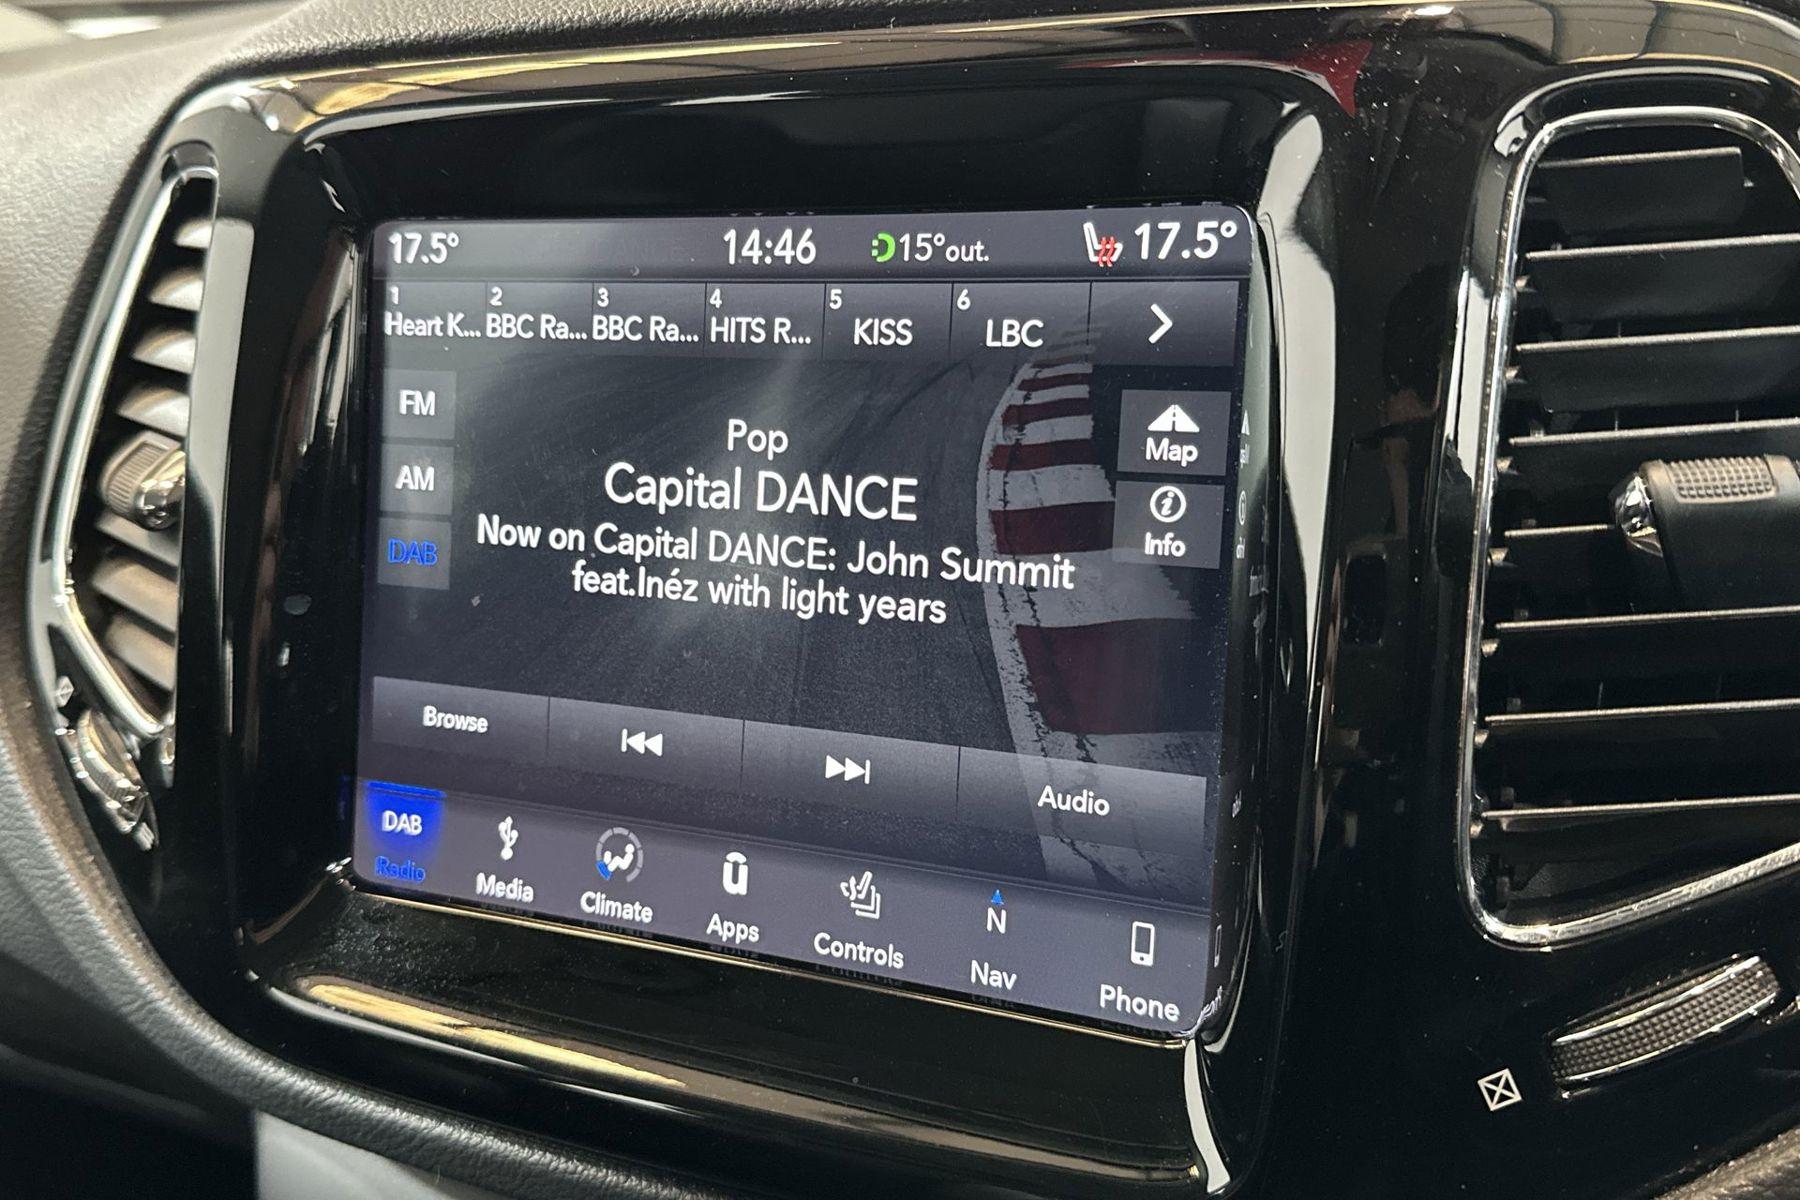 17.5° 14:46 15°out. 17.5°
1 2 3 4 5 6
Heart K... BBC Ra... BBC Ra... HITS R... KISS LBC
FM
AM
DAB
Pop
Capital DANCE
Now on Capital DANCE: John Summit
feat.Inéz with light years
Map
Info
Browse
Audio
DAB
Radio
Media
Climate
Apps
Controls
N
Nav
Phone